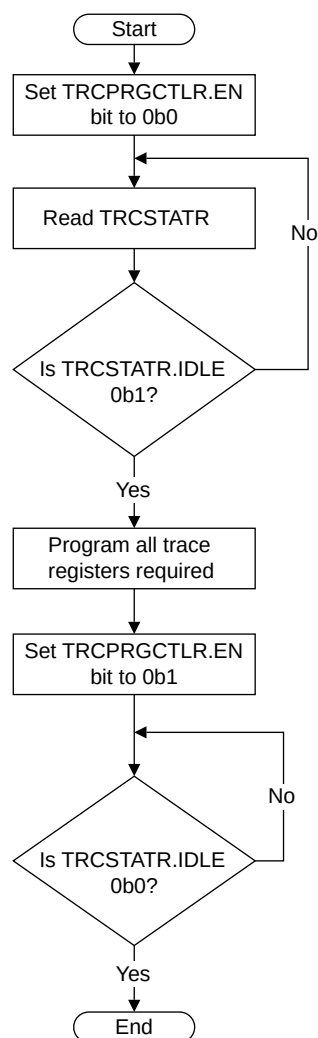 Start
Set TRCPRGCTLR.EN
bit to 0b0
Read TRCSTATR
No
Is TRCSTATR.IDLE
0b1?
Yes
Program all trace
registers required
Set TRCPRGCTLR.EN
bit to 0b1
No
Is TRCSTATR.IDLE
0b0?
Yes
End